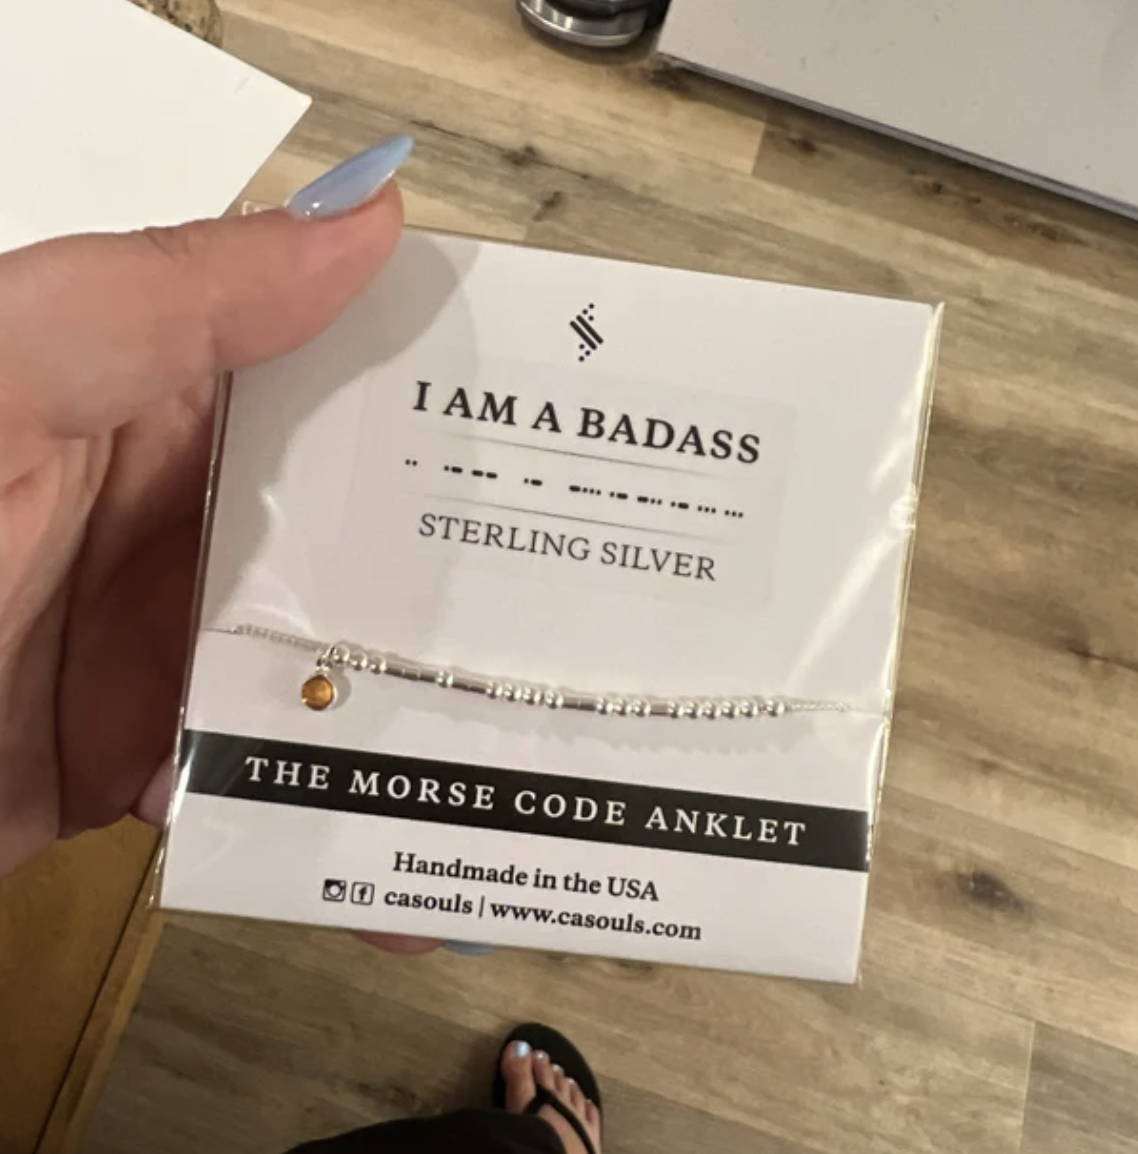 I AM A BADASS
.. .- -- .- -... .- -.. .- ... ...
STERLING SILVER
THE MORSE CODE ANKLET
Handmade in the USA
casouls | www.casouls.com